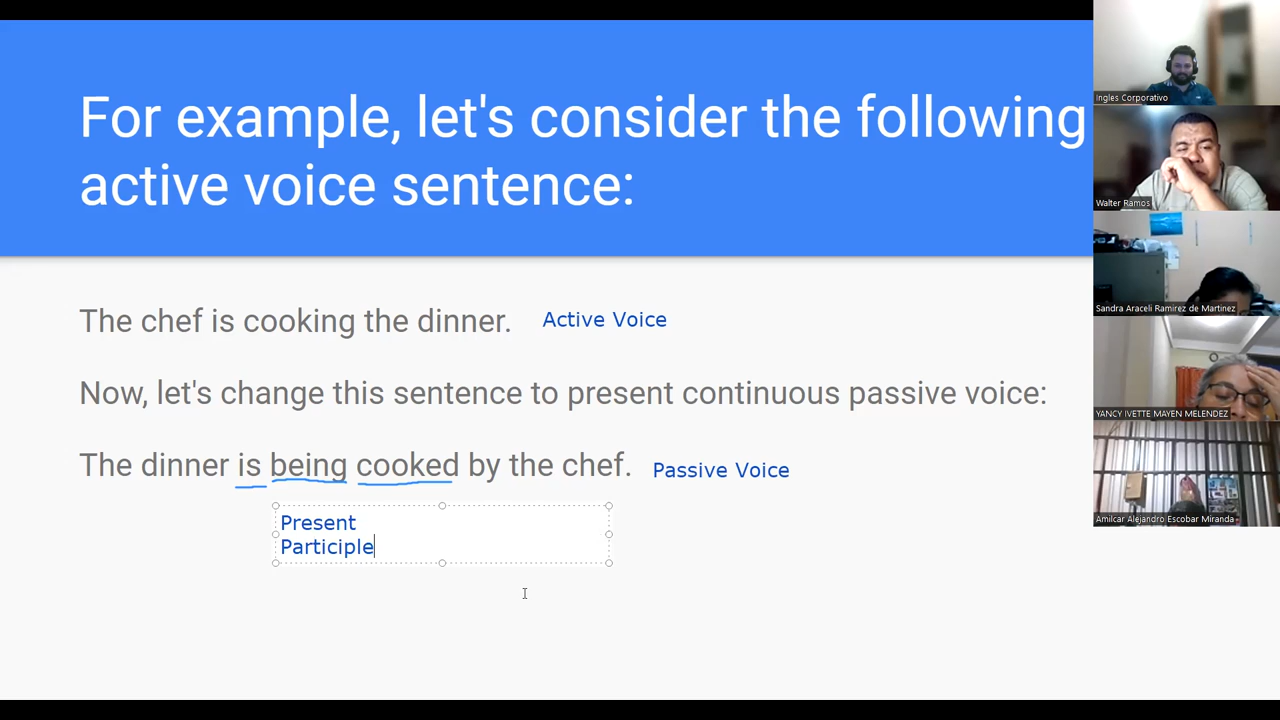 For example, let's consider the following
active voice sentence:
The chef is cooking the dinner. Active Voice
Now, let's change this sentence to present continuous passive voice:
The dinner is being cooked by the chef. Passive Voice
Present
Participle
Ingles Corporativo
Walter Ramos
Sandra Araceli Ramirez de Martinez
YANCY IVETTE MAYEN MELENDEZ
Amilcar Alejandro Escobar Miranda